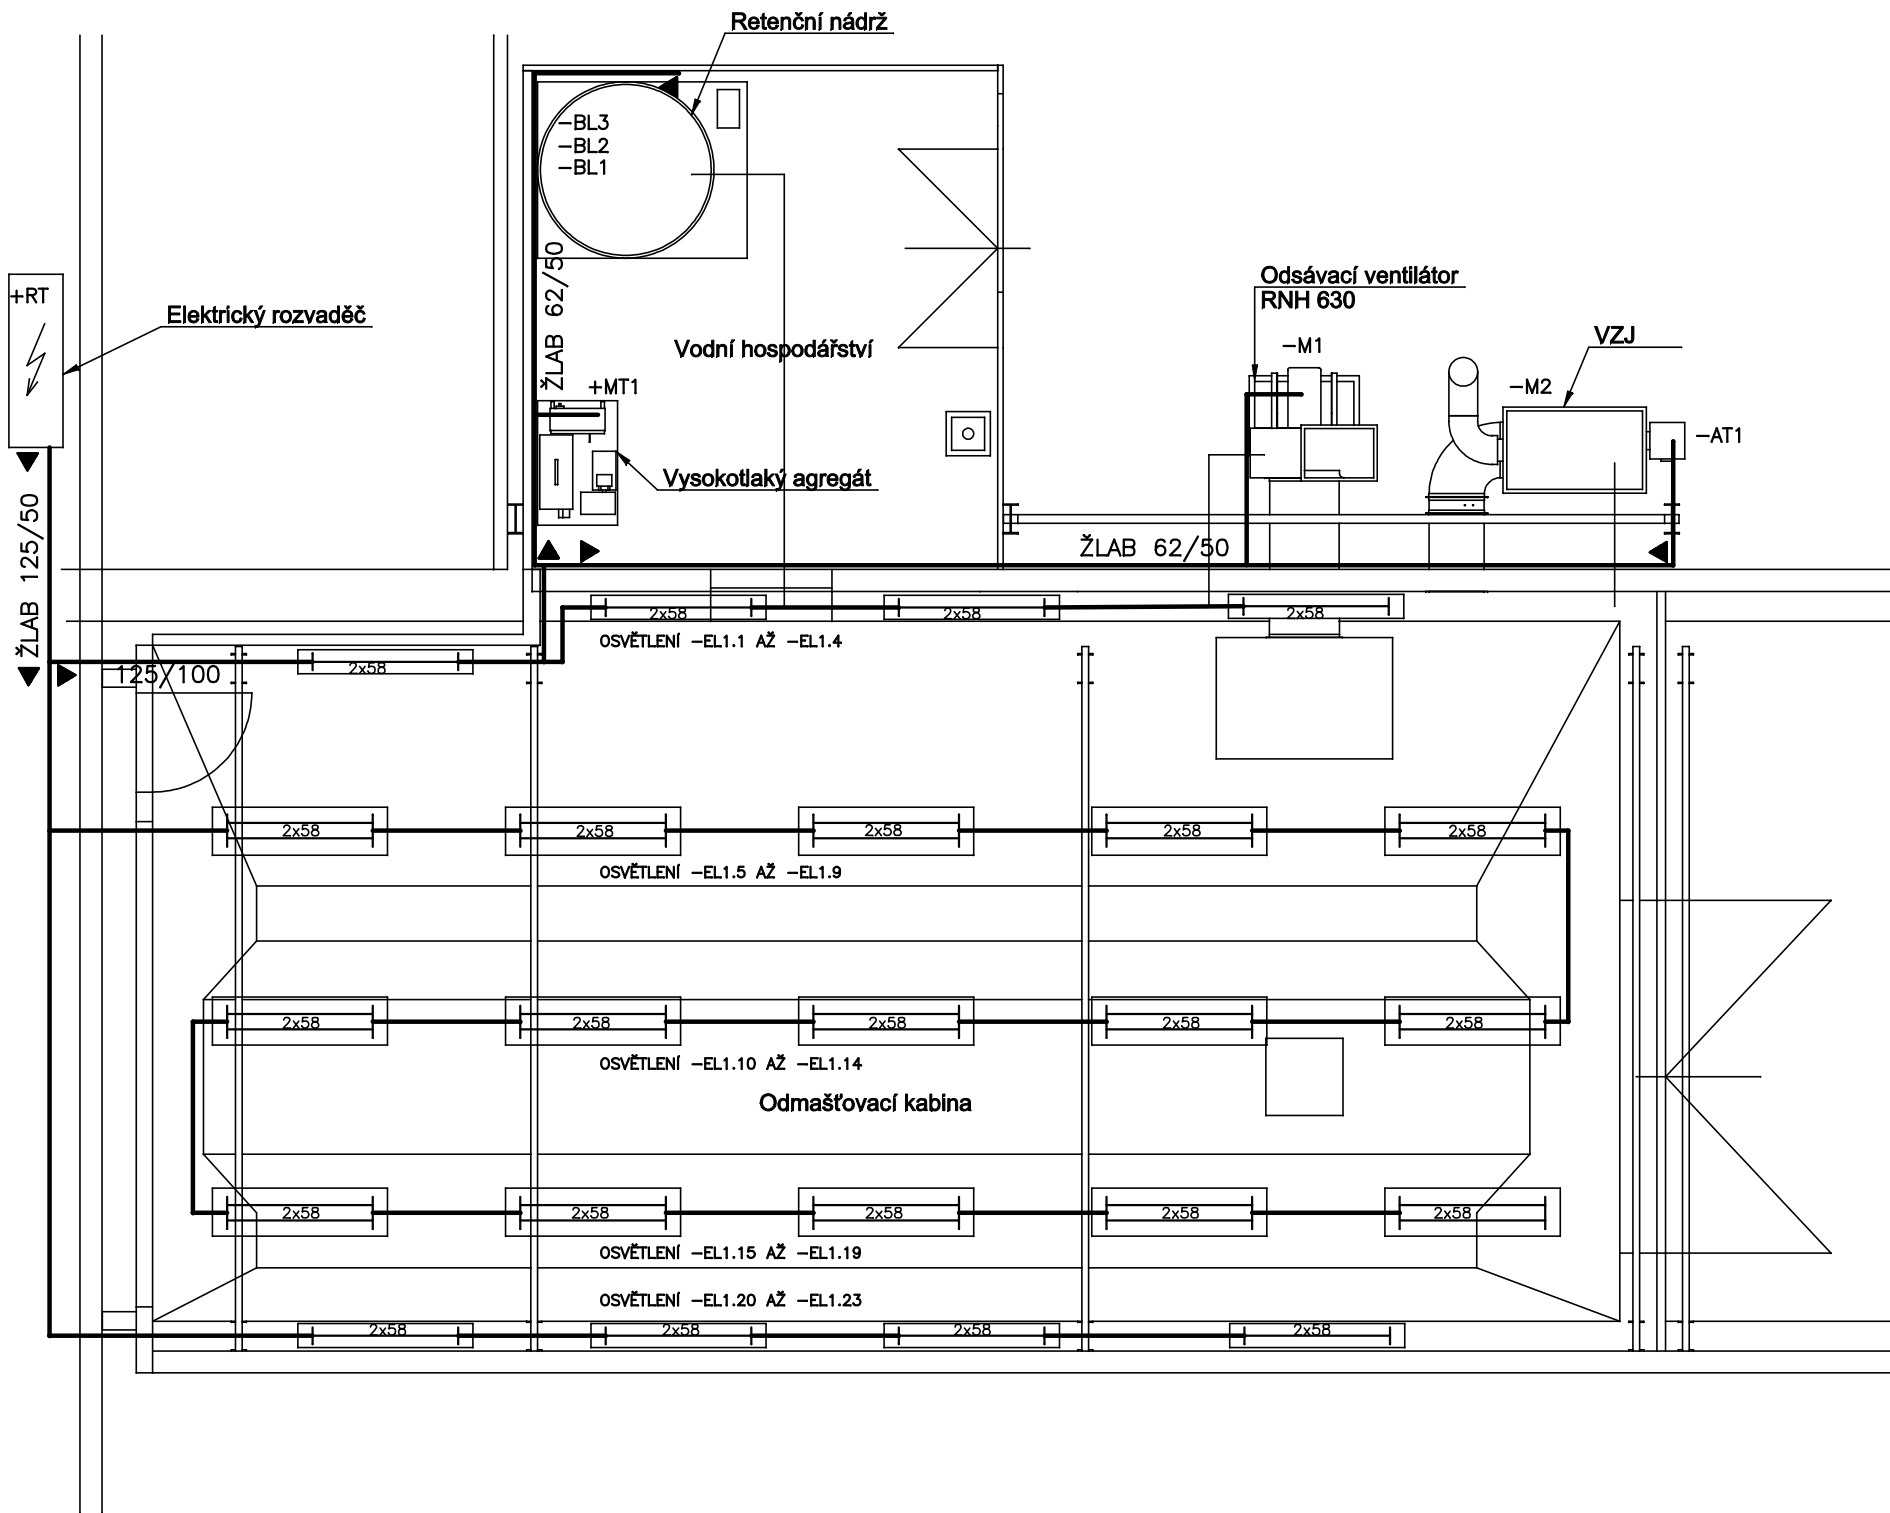 Retenční nádrž
-BL3
-BL2
-BL1
ŽLAB 62/50
+RT
Elektrický rozvaděč
Odsávací ventilátor
RNH 630
-M1
VZJ
Vodní hospodářství
+MT1
-M2
-AT1
Vysokotlaký agregát
ŽLAB 125/50
ŽLAB 62/50
2x58
2x58
2x58
OSVĚTLENÍ -EL1.1 AŽ -EL1.4
2x58
125/100
2x58
2x58
2x58
2x58
2x58
OSVĚTLENÍ -EL1.5 AŽ -EL1.9
2x58
2x58
2x58
2x58
2x58
OSVĚTLENÍ -EL1.10 AŽ -EL1.14
Odmašťovací kabina
2x58
2x58
2x58
2x58
2x58
OSVĚTLENÍ -EL1.15 AŽ -EL1.19
OSVĚTLENÍ -EL1.20 AŽ -EL1.23
2x58
2x58
2x58
2x58